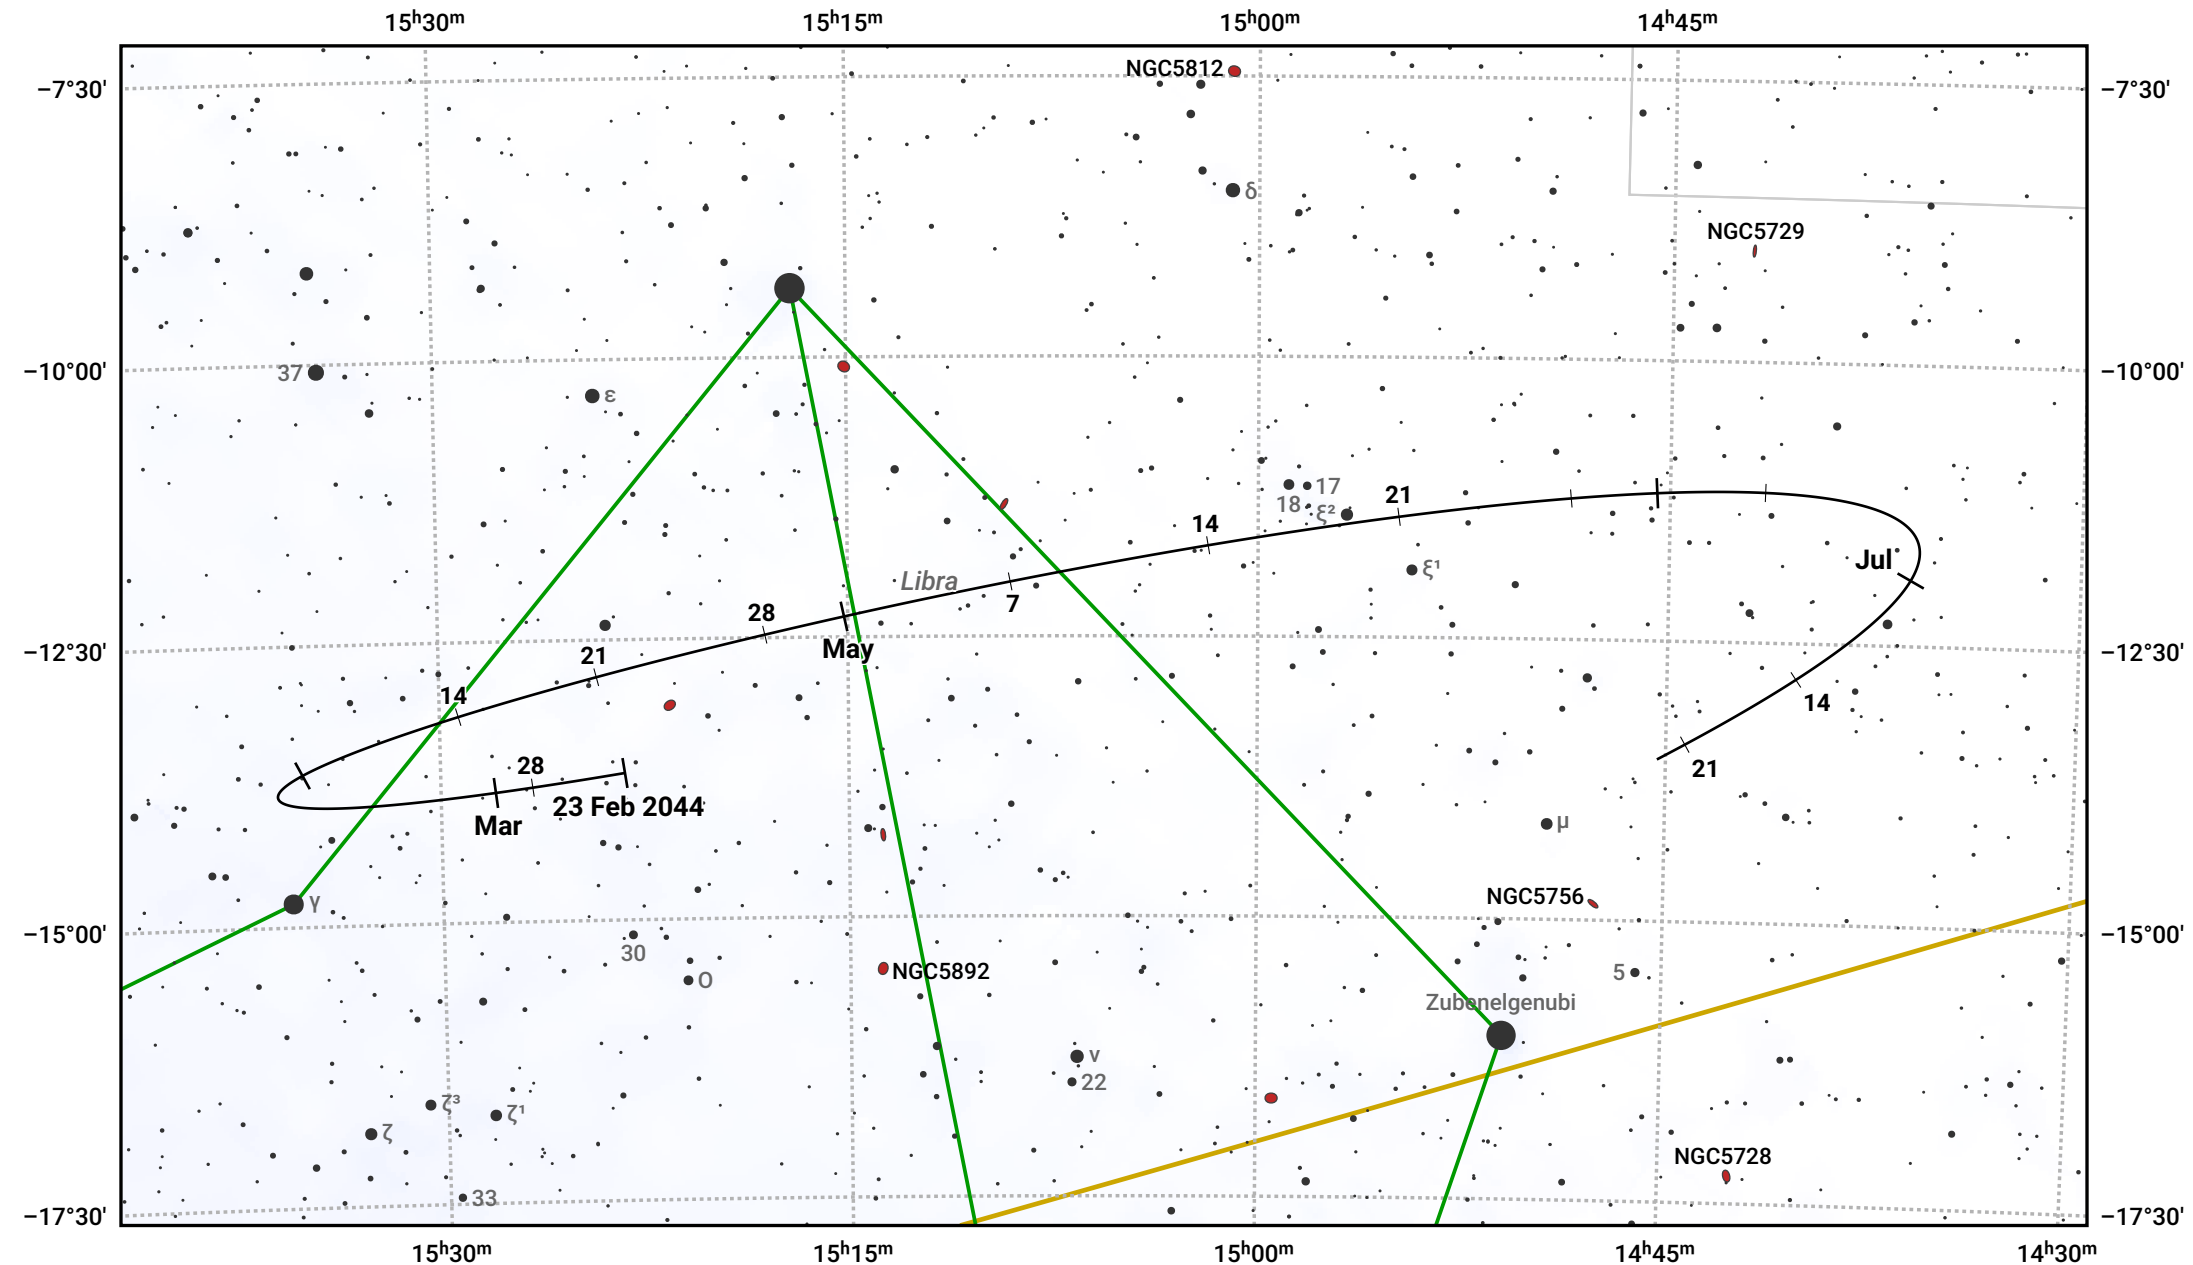 15ʰ30ᵐ 15ʰ15ᵐ 15ʰ00ᵐ 14ʰ45ᵐ
NGC5812
−7°30' −7°30'
δ
NGC5729
−10°00' −10°00'
37
ε
17
18
ξ²
21
14
ξ¹
Jul
Libra
7
28
May
−12°30' −12°30'
21
14
14
28
21
23 Feb 2044
Mar
μ
NGC5756
γ
−15°00' −15°00'
30
O
NGC5892
5
Zubenelgenubi
ν
22
ζ³
ζ¹
ζ
NGC5728
33
−17°30' −17°30'
15ʰ30ᵐ 15ʰ15ᵐ 15ʰ00ᵐ 14ʰ45ᵐ 14ʰ30ᵐ